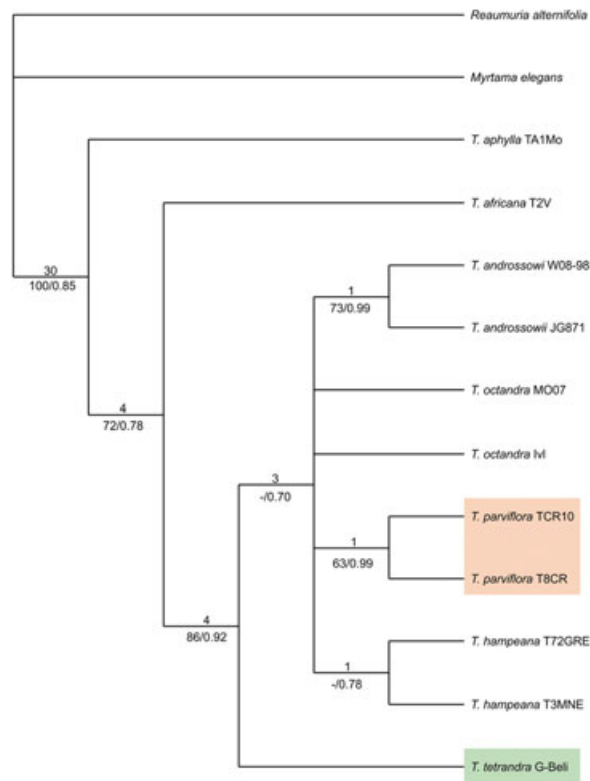 Reaumuria alternifolia
Myrtama elegans
T. aphylla TA1Mo
T. africana T2V
T. androssowi W08-98
T. androssowii JG871
T. octandra MO07
T. octandra IvI
T. parviflora TCR10
T. parviflora T8CR
T. hampeana T72GRE
T. hampeana T3MNE
T. tetrandra G-Beli
30
100/0.85
4
72/0.78
4
86/0.92
3
-/0.70
1
73/0.99
1
63/0.99
1
-/0.78